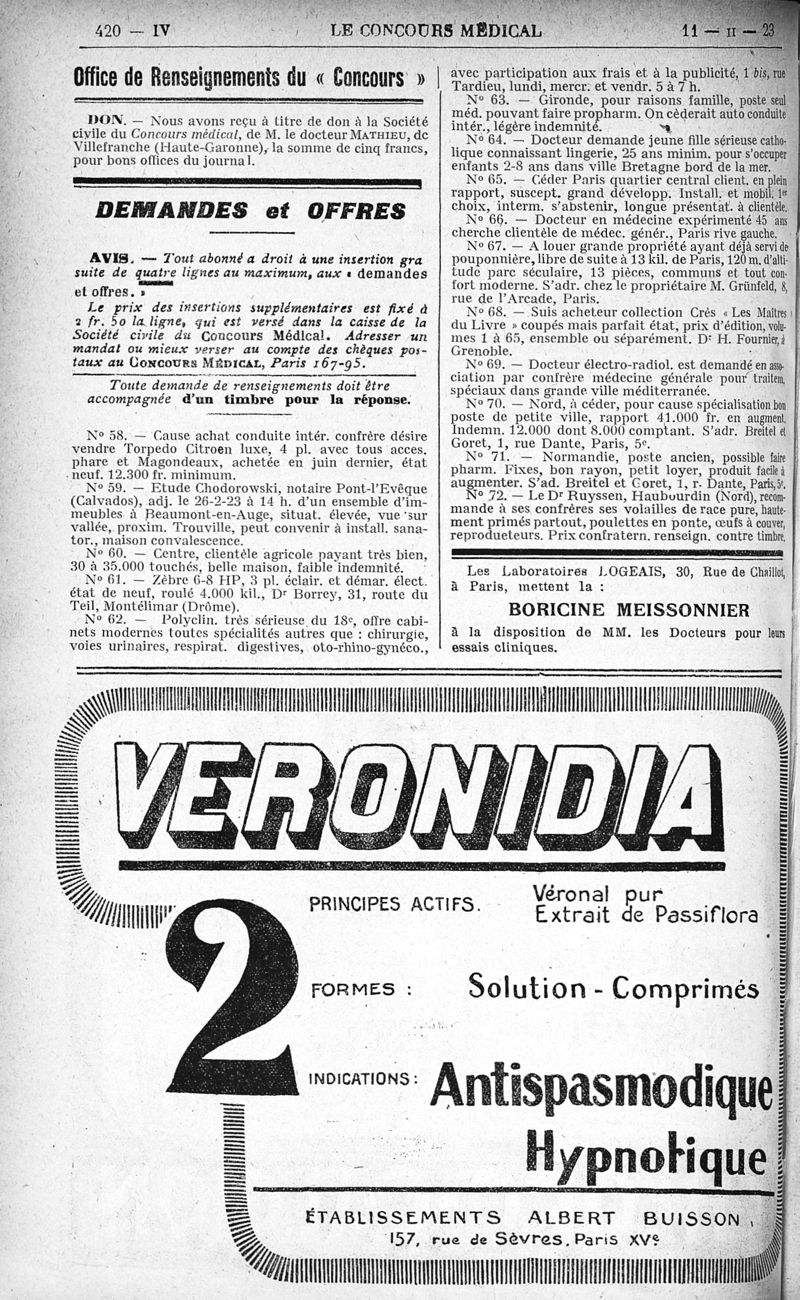 420 — IV
LE CONCOURS MÉDICAL
11 — II — 23
Office de Renseignements du « Concours »
DON. — Nous avons reçu à titre de don à la Société
civile du Concours médical, de M. le docteur MATHIEU, de
Villefranche (Haute-Garonne), la somme de cinq francs,
pour bons offices du journal.
DEMANDES et OFFRES
AVIS. — Tout abonné a droit à une insertion gra
suite de quatre lignes au maximum, aux « demandes
et offres. »
Le prix des insertions supplémentaires est fixé à
2 fr. 50 la ligne, qui est versé dans la caisse de la
Société civile du Concours Médical. Adresser un
mandat ou mieux verser au compte des chèques pos-
taux au CONCOURS MÉDICAL, Paris 167-95.
Toute demande de renseignements doit être
accompagnée d'un timbre pour la réponse.
N° 58. — Cause achat conduite intér. confrère désire
vendre Torpedo Citroen luxe, 4 pl. avec tous acces.
phare et Magondeaux, achetée en juin dernier, état
neuf. 12.300 fr. minimum.
N° 59. — Etude Chodorowski, notaire Pont-l'Evêque
(Calvados), adj. le 26-2-23 à 14 h. d'un ensemble d'im-
meubles à Beaumont-en-Auge, situat. élevée, vue sur
vallée, proxim. Trouville, peut convenir à install. sana-
tor., maison convalescence.
N° 60. — Centre, clientèle agricole payant très bien,
30 à 35.000 touchés, belle maison, faible indemnité.
N° 61. — Zèbre 6-8 HP, 3 pl. éclair. et démar. élect.
état de neuf, roulé 4.000 kil., Dr Borrey, 31, route du
Teil, Montélimar (Drôme).
N° 62. — Polyclin. très sérieuse du 18e, offre cabi-
nets modernes toutes spécialités autres que : chirurgie,
voies urinaires, respirat. digestives, oto-rhino-gynéco.,
avec participation aux frais et à la publicité, 1 bis, rue
Tardieu, lundi, mercr. et vendr. 5 à 7 h.
N° 63. — Gironde, pour raisons famille, poste seul
méd. pouvant faire propharm. On cèderait auto conduite
intér., légère indemnité.
N° 64. — Docteur demande jeune fille sérieuse catho-
lique connaissant lingerie, 25 ans minim. pour s'occuper
enfants 2-8 ans dans ville Bretagne bord de la mer.
N° 65. — Céder Paris quartier central client. en plein
rapport, suscept. grand développ. Install. et mobil. 1er
choix, interm. s'abstenir, longue présentat. à clientèle.
N° 66. — Docteur en médecine expérimenté 45 ans
cherche clientèle de médec. génér., Paris rive gauche.
N° 67. — A louer grande propriété ayant déjà servi de
pouponnière, libre de suite à 13 kil. de Paris, 120 m. d'alti-
tude parc séculaire, 13 pièces, communs et tout con-
fort moderne. S'adr. chez le propriétaire M. Grünfeld, 8,
rue de l'Arcade, Paris.
N° 68. — Suis acheteur collection Crés « Les Maîtres
du Livre » coupés mais parfait état, prix d'édition, volu-
mes 1 à 65, ensemble ou séparément. Dr H. Fournier, à
Grenoble.
N° 69. — Docteur électro-radiol. est demandé en asso-
ciation par confrère médecine générale pour traitem.
spéciaux dans grande ville méditerranée.
N° 70. — Nord, à céder, pour cause spécialisation bon
poste de petite ville, rapport 41.000 fr. en augment.
Indemn. 12.000 dont 8.000 comptant. S'adr. Breitel et
Goret, 1, rue Dante, Paris, 5e.
N° 71. — Normandie, poste ancien, possible faire
pharm. Fixes, bon rayon, petit loyer, produit facile à
augmenter. S'ad. Breitel et Goret, 1, r. Dante, Paris, 5e.
N° 72. — Le Dr Ruyssen, Haubourdin (Nord), recom-
mande à ses confrères ses volailles de race pure, haute-
ment primés partout, poulettes en ponte, œufs à couver,
reproducteurs. Prix confratern. renseign. contre timbre.
Les Laboratoires LOGEAIS, 30, Rue de Chaillot,
à Paris, mettent la :
BORICINE MEISSONNIER
à la disposition de MM. les Docteurs pour leurs
essais cliniques.
VERONIDIA
2
PRINCIPES ACTIFS.
Véronal pur
Extrait de Passiflora
FORMES :
Solution - Comprimés
INDICATIONS :
Antispasmodique
Hypnotique
ÉTABLISSEMENTS ALBERT BUISSON,
157, rue de Sèvres. Paris XVe